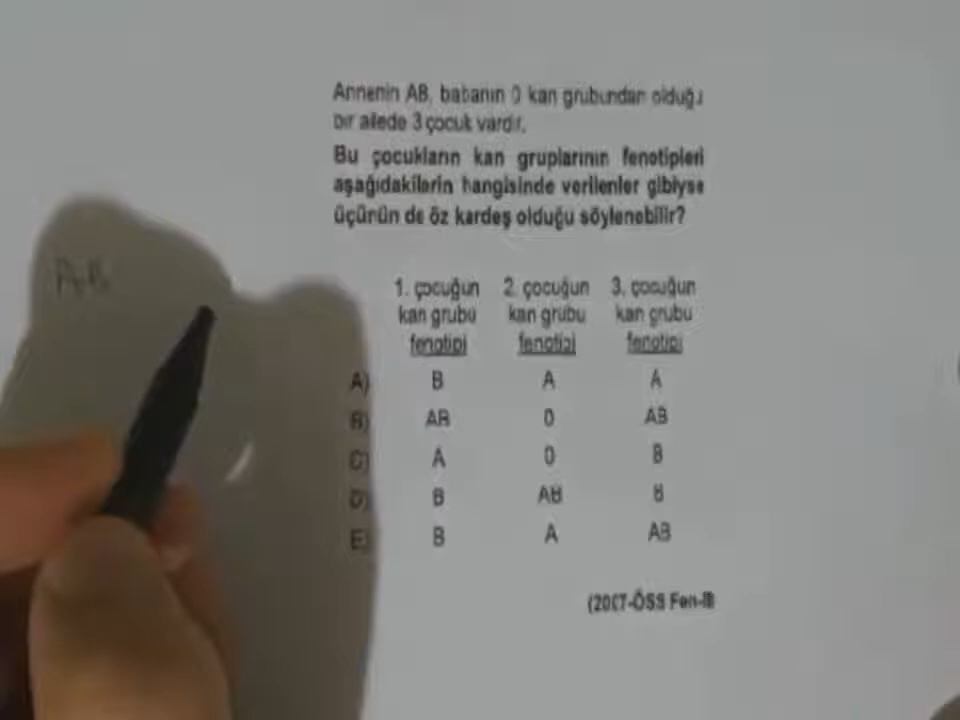 Annenin AB, babanın 0 kan grubundan olduğu
bir ailede 3 çocuk vardır.
Bu çocukların kan gruplarının fenotipleri
aşağıdakilerin hangisinde verilenler gibiyse
üçünün de öz kardeş olduğu söylenebilir?
AB
1. çocuğun 2. çocuğun 3. çocuğun
kan grubu kan grubu kan grubu
fenotipi fenotipi fenotipi
A) B A A
B) AB 0 AB
C) A 0 B
D) B AB B
E) B A AB
(2007-ÖSS Fen-II